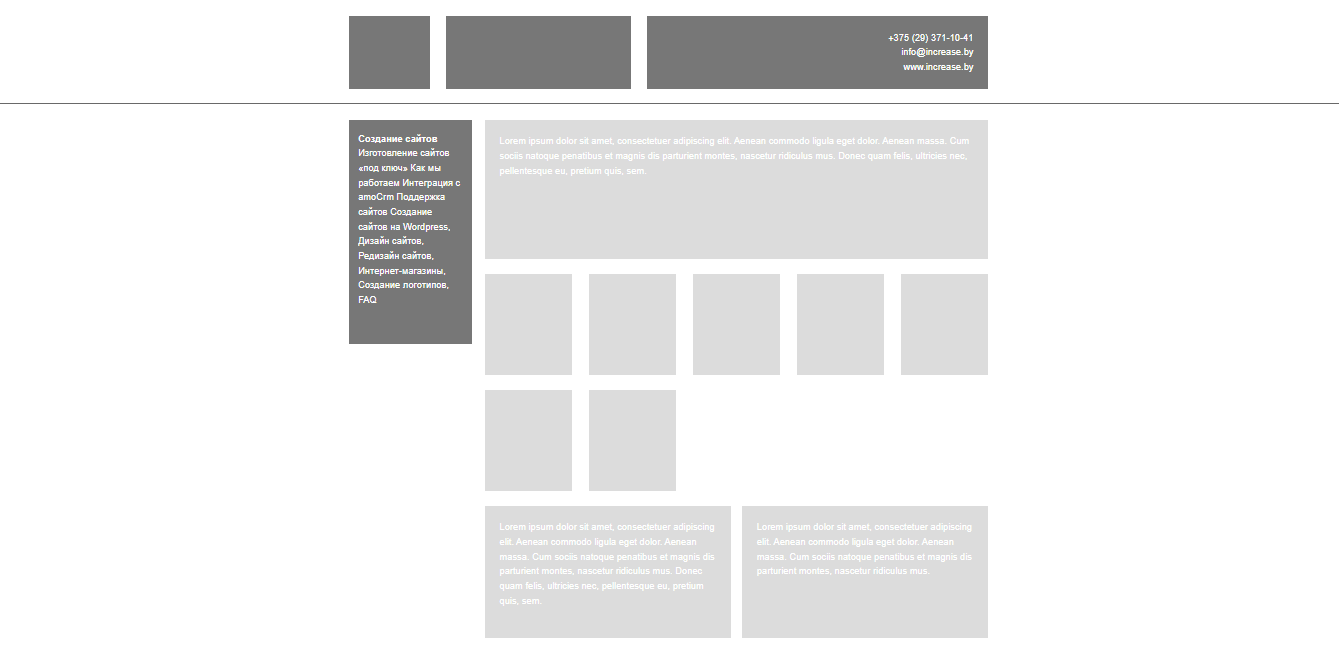 +375 (29) 371-10-41
info@increase.by
www.increase.by
Создание сайтов
Изготовление сайтов
«под ключ» Как мы
работаем Интеграция с
amoCrm Поддержка
сайтов Создание
сайтов на Wordpress,
Дизайн сайтов,
Редизайн сайтов,
Интернет-магазины,
Создание логотипов,
FAQ
Lorem ipsum dolor sit amet, consectetuer adipiscing elit. Aenean commodo ligula eget dolor. Aenean massa. Cum
sociis natoque penatibus et magnis dis parturient montes, nascetur ridiculus mus. Donec quam felis, ultricies nec,
pellentesque eu, pretium quis, sem.
Lorem ipsum dolor sit amet, consectetuer adipiscing
elit. Aenean commodo ligula eget dolor. Aenean
massa. Cum sociis natoque penatibus et magnis dis
parturient montes, nascetur ridiculus mus. Donec
quam felis, ultricies nec, pellentesque eu, pretium
quis, sem.
Lorem ipsum dolor sit amet, consectetuer adipiscing
elit. Aenean commodo ligula eget dolor. Aenean
massa. Cum sociis natoque penatibus et magnis dis
parturient montes, nascetur ridiculus mus.